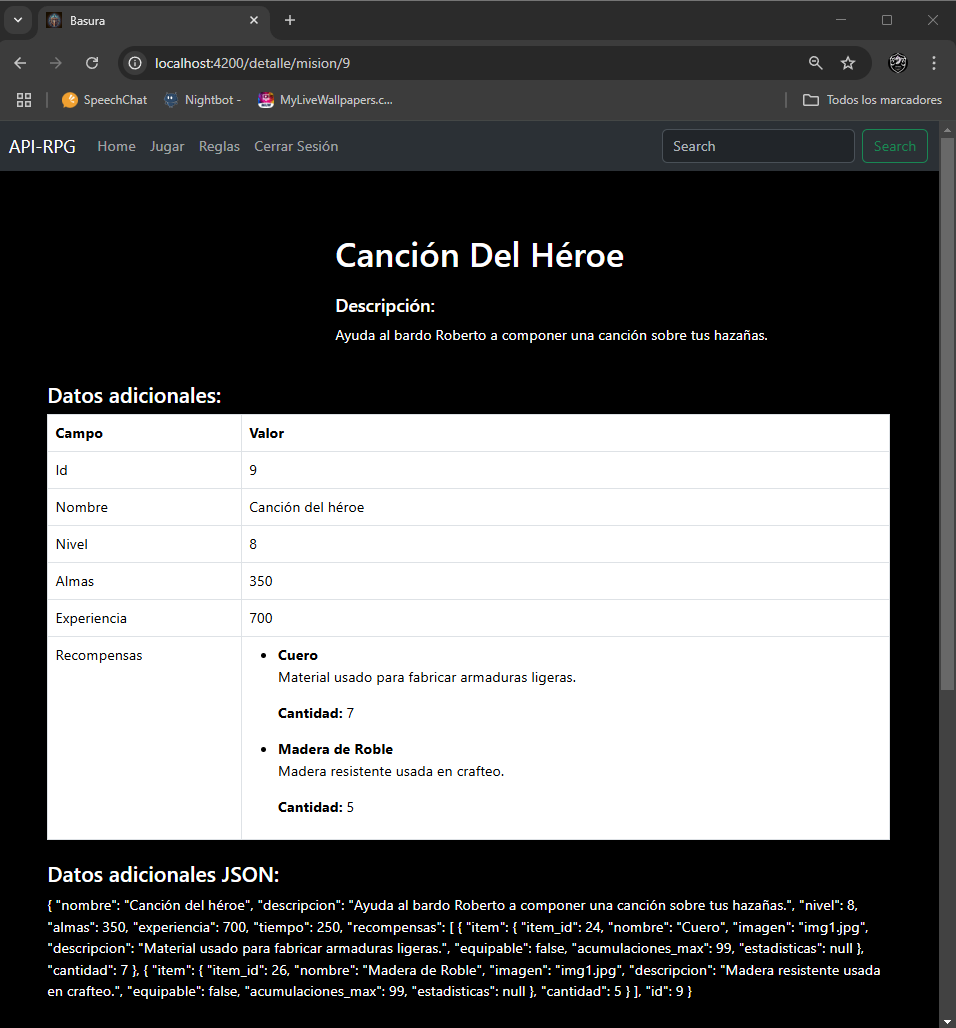 Basura
localhost:4200/detalle/mision/9
SpeechChat Nightbot - MyLiveWallpapers.c... Todos los marcadores
API-RPG Home Jugar Reglas Cerrar Sesión Search Search
Canción Del Héroe
Descripción:
Ayuda al bardo Roberto a componer una canción sobre tus hazañas.
Datos adicionales:
Campo Valor
Id 9
Nombre Canción del héroe
Nivel 8
Almas 350
Experiencia 700
Recompensas • Cuero
Material usado para fabricar armaduras ligeras.
Cantidad: 7
• Madera de Roble
Madera resistente usada en crafteo.
Cantidad: 5
Datos adicionales JSON:
{ "nombre": "Canción del héroe", "descripcion": "Ayuda al bardo Roberto a componer una canción sobre tus hazañas.", "nivel": 8,
"almas": 350, "experiencia": 700, "tiempo": 250, "recompensas": [ { "item": { "item_id": 24, "nombre": "Cuero", "imagen": "img1.jpg",
"descripcion": "Material usado para fabricar armaduras ligeras.", "equipable": false, "acumulaciones_max": 99, "estadisticas": null },
"cantidad": 7 }, { "item": { "item_id": 26, "nombre": "Madera de Roble", "imagen": "img1.jpg", "descripcion": "Madera resistente usada
en crafteo.", "equipable": false, "acumulaciones_max": 99, "estadisticas": null }, "cantidad": 5 } ], "id": 9 }